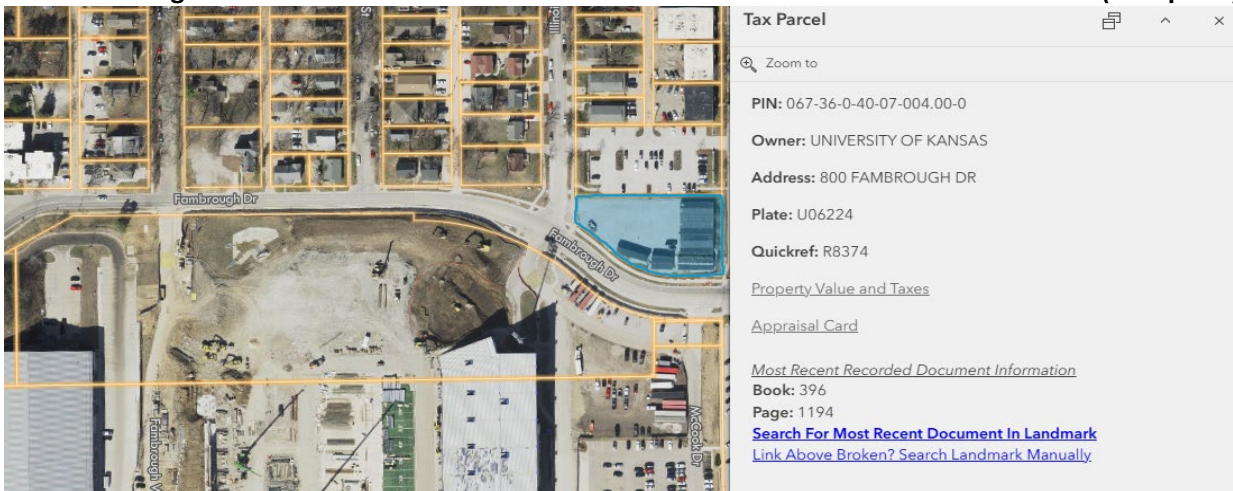 Tax Parcel
Zoom to
PIN: 067-36-0-40-07-004.00-0
Owner: UNIVERSITY OF KANSAS
Address: 800 FAMBROUGH DR
Plate: U06224
Quickref: R8374
Property Value and Taxes
Appraisal Card
Most Recent Recorded Document Information
Book: 396
Page: 1194
Search For Most Recent Document In Landmark
Link Above Broken? Search Landmark Manually
St
Illinois
Fambrough Dr
Fambrough Dr
McCook Dr